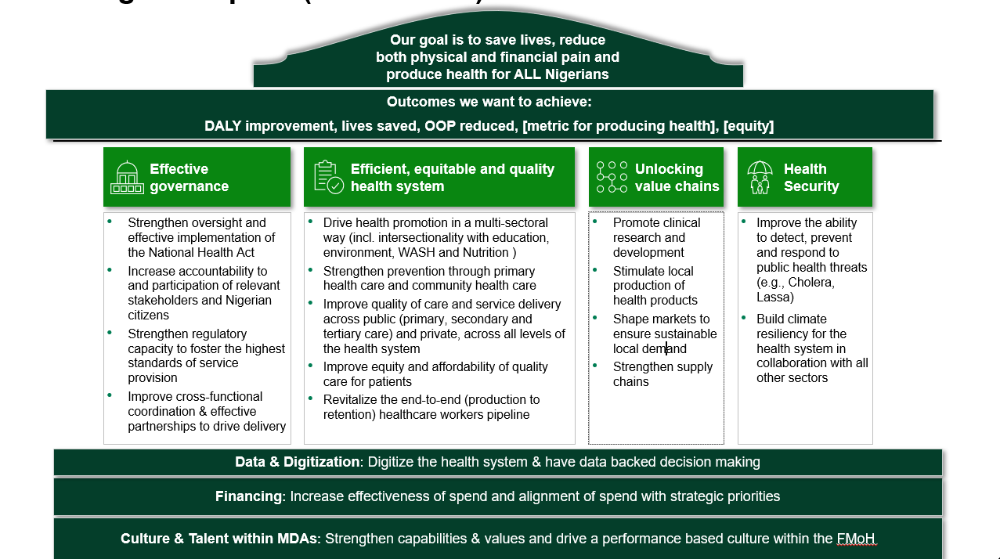 Our goal is to save lives, reduce
both physical and financial pain and
produce health for ALL Nigerians
Outcomes we want to achieve:
DALY improvement, lives saved, OOP reduced, [metric for producing health], [equity]
Effective
governance
Strengthen oversight and
effective implementation of
the National Health Act
Increase accountability to
and participation of relevant
stakeholders and Nigerian
citizens
Strengthen regulatory
capacity to foster the highest
standards of service
provision
Improve cross-functional
coordination & effective
partnerships to drive delivery
Efficient, equitable and quality
health system
Drive health promotion in a multi-sectoral
way (incl. intersectionality with education,
environment, WASH and Nutrition )
Strengthen prevention through primary
health care and community health care
Improve quality of care and service delivery
across public (primary, secondary and
tertiary care) and private, across all levels of
the health system
Improve equity and affordability of quality
care for patients
Revitalize the end-to-end (production to
retention) healthcare workers pipeline
Unlocking
value chains
Promote clinical
research and
development
Stimulate local
production of
health products
Shape markets to
ensure sustainable
local demand
Strengthen supply
chains
Health
Security
Improve the ability
to detect, prevent
and respond to
public health threats
(e.g., Cholera,
Lassa)
Build climate
resiliency for the
health system in
collaboration with all
other sectors
Data & Digitization: Digitize the health system & have data backed decision making
Financing: Increase effectiveness of spend and alignment of spend with strategic priorities
Culture & Talent within MDAs: Strengthen capabilities & values and drive a performance based culture within the FMoH